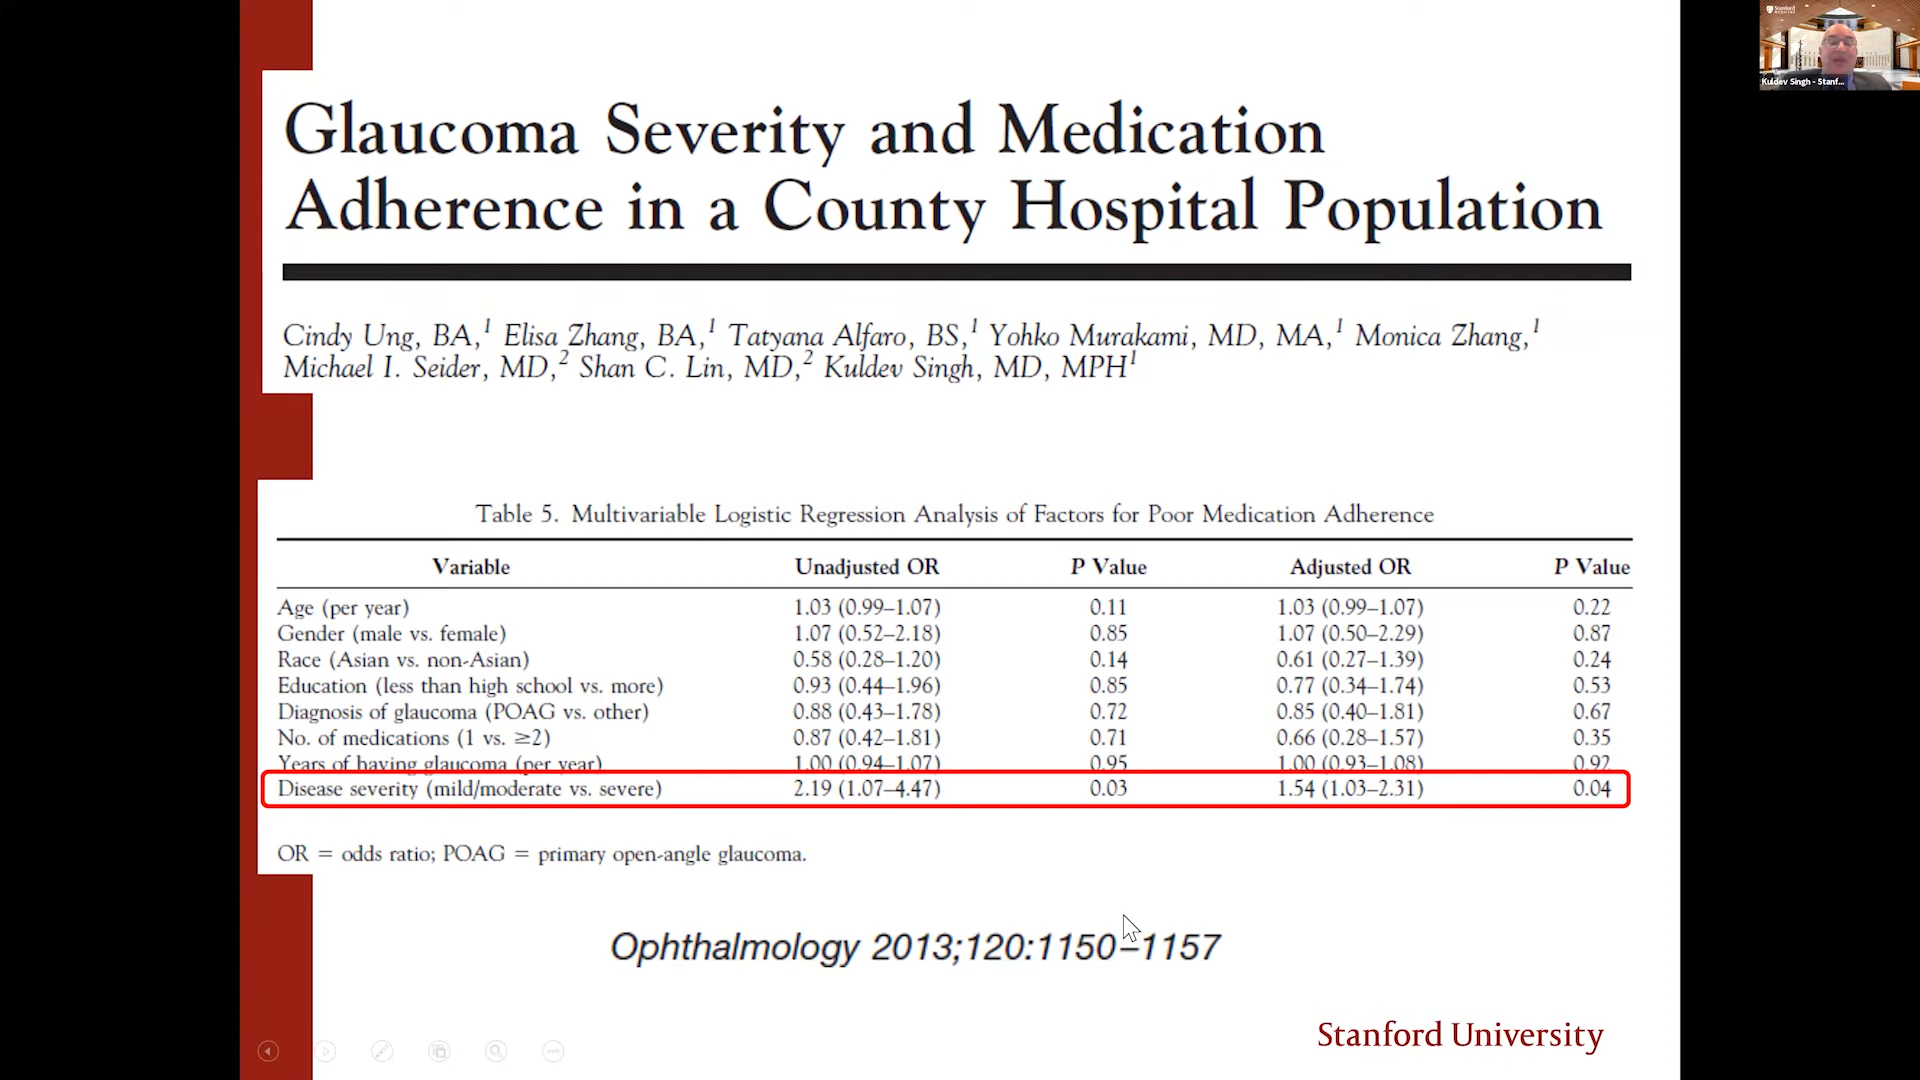 Stanford
Kuldev Singh - Stanf...
Glaucoma Severity and Medication
Adherence in a County Hospital Population
Cindy Ung, BA,1 Elisa Zhang, BA,1 Tatyana Alfaro, BS,1 Yohko Murakami, MD, MA,1 Monica Zhang,1
Michael I. Seider, MD,2 Shan C. Lin, MD,2 Kuldev Singh, MD, MPH1
Table 5. Multivariable Logistic Regression Analysis of Factors for Poor Medication Adherence
Variable Unadjusted OR P Value Adjusted OR P Value
Age (per year) 1.03 (0.99–1.07) 0.11 1.03 (0.99–1.07) 0.22
Gender (male vs. female) 1.07 (0.52–2.18) 0.85 1.07 (0.50–2.29) 0.87
Race (Asian vs. non-Asian) 0.58 (0.28–1.20) 0.14 0.61 (0.27–1.39) 0.24
Education (less than high school vs. more) 0.93 (0.44–1.96) 0.85 0.77 (0.34–1.74) 0.53
Diagnosis of glaucoma (POAG vs. other) 0.88 (0.43–1.78) 0.72 0.85 (0.40–1.81) 0.67
No. of medications (1 vs. ≥2) 0.87 (0.42–1.81) 0.71 0.66 (0.28–1.57) 0.35
Years of having glaucoma (per year) 1.00 (0.94–1.07) 0.95 1.00 (0.93–1.08) 0.92
Disease severity (mild/moderate vs. severe) 2.19 (1.07–4.47) 0.03 1.54 (1.03–2.31) 0.04
OR = odds ratio; POAG = primary open-angle glaucoma.
Ophthalmology 2013;120:1150–1157
Stanford University